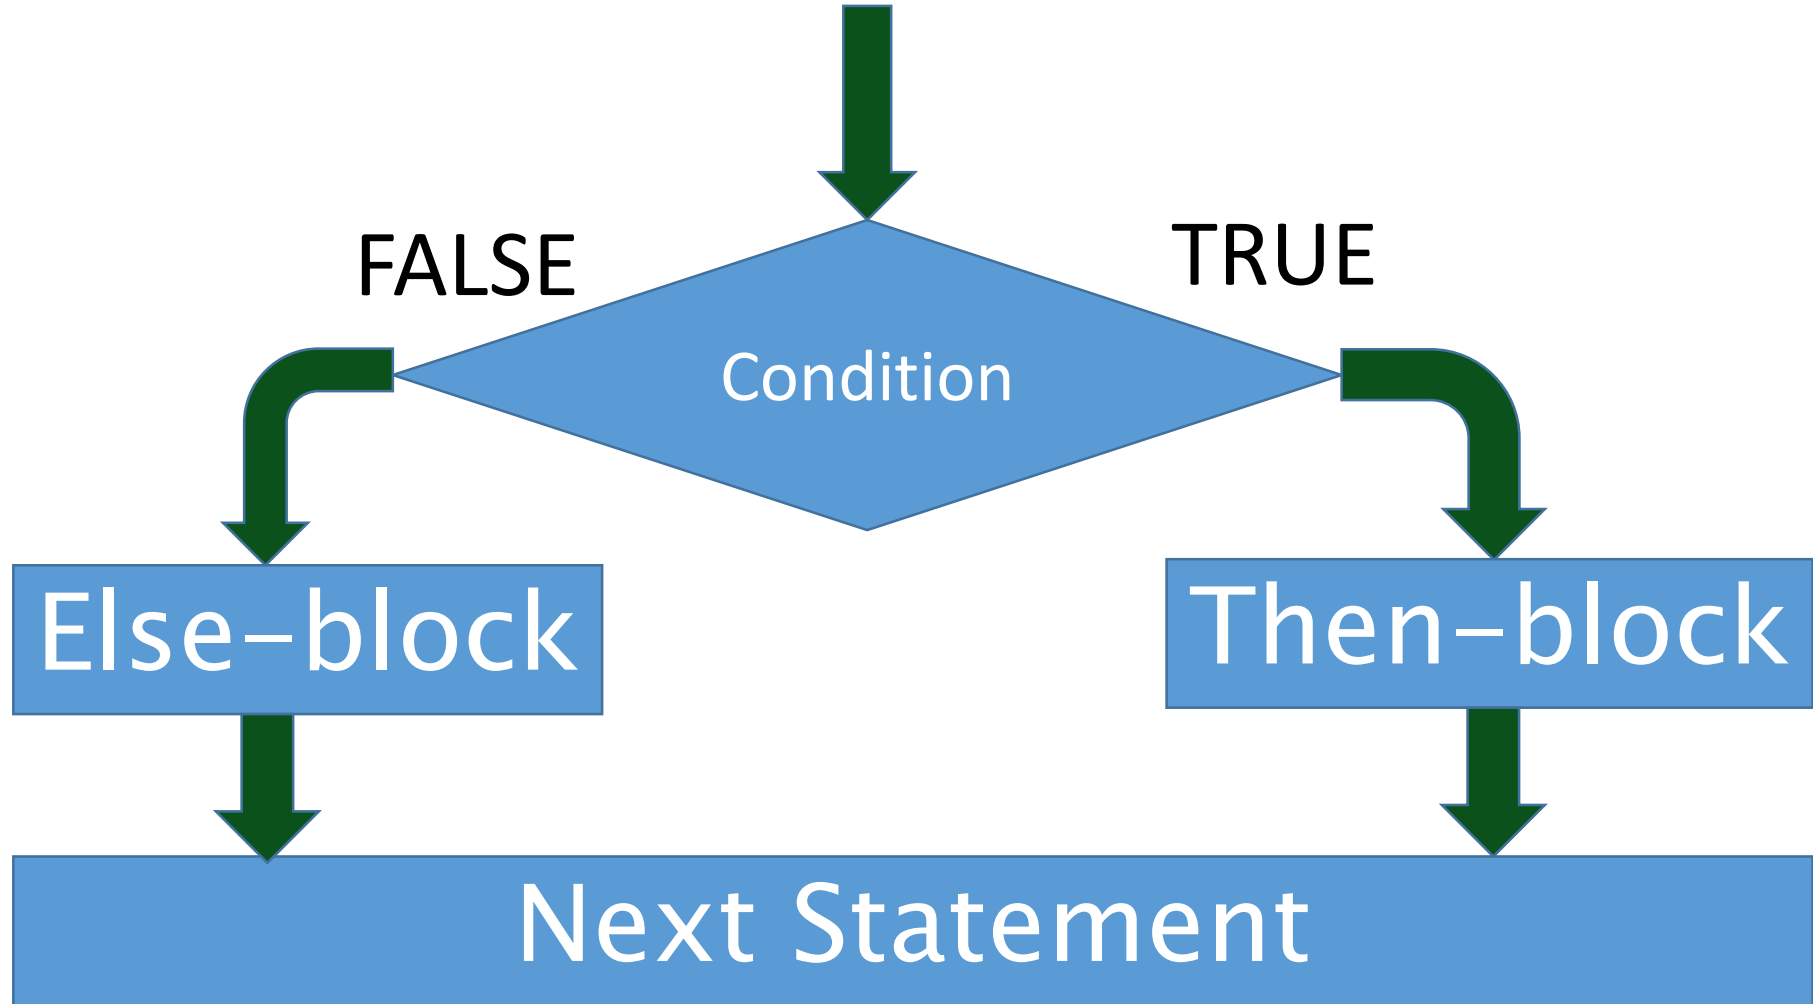 FALSE
TRUE
Condition
Else-block
Then-block
Next Statement